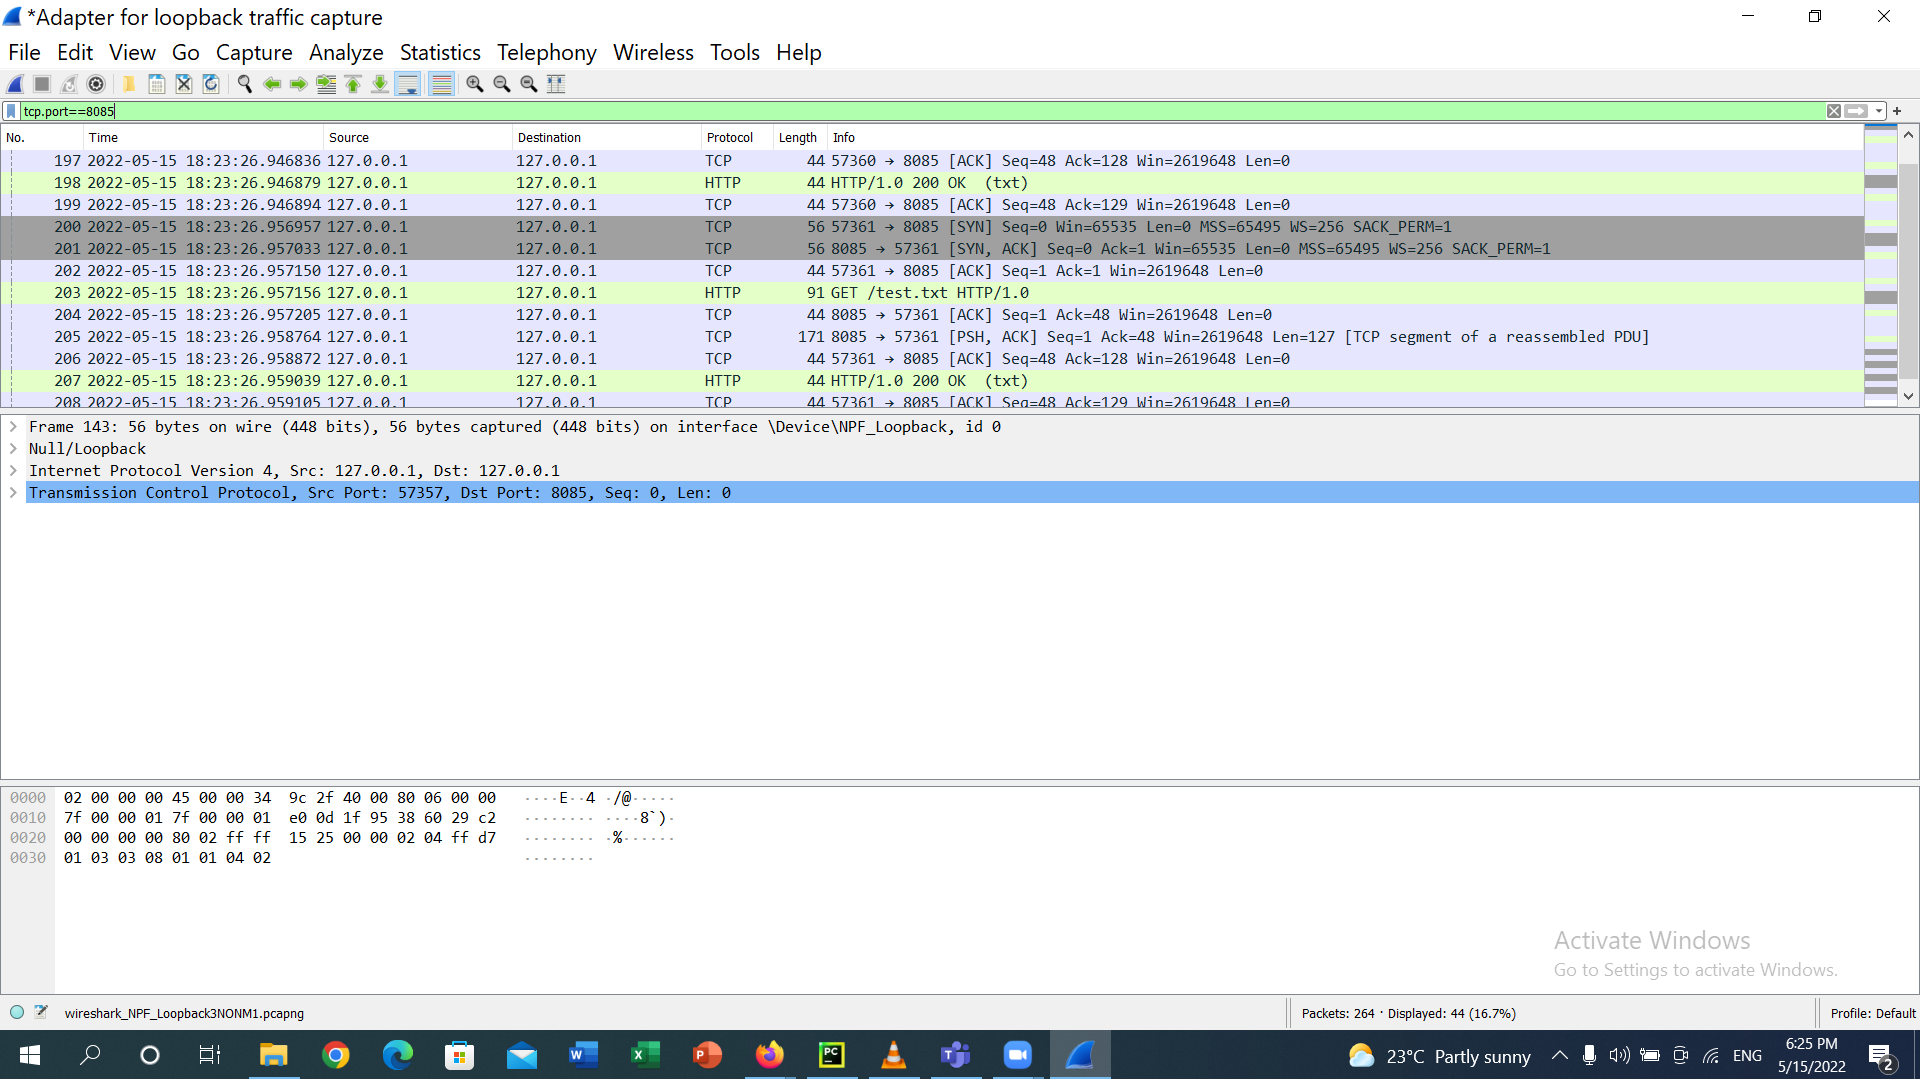 *Adapter for loopback traffic capture
File Edit View Go Capture Analyze Statistics Telephony Wireless Tools Help
tcp.port==8085
No. Time Source Destination Protocol Length Info
197 2022-05-15 18:23:26.946836 127.0.0.1 127.0.0.1 TCP 44 57360 → 8085 [ACK] Seq=48 Ack=128 Win=2619648 Len=0
198 2022-05-15 18:23:26.946879 127.0.0.1 127.0.0.1 HTTP 44 HTTP/1.0 200 OK (txt)
199 2022-05-15 18:23:26.946894 127.0.0.1 127.0.0.1 TCP 44 57360 → 8085 [ACK] Seq=48 Ack=129 Win=2619648 Len=0
200 2022-05-15 18:23:26.956957 127.0.0.1 127.0.0.1 TCP 56 57361 → 8085 [SYN] Seq=0 Win=65535 Len=0 MSS=65495 WS=256 SACK_PERM=1
201 2022-05-15 18:23:26.957033 127.0.0.1 127.0.0.1 TCP 56 8085 → 57361 [SYN, ACK] Seq=0 Ack=1 Win=65535 Len=0 MSS=65495 WS=256 SACK_PERM=1
202 2022-05-15 18:23:26.957150 127.0.0.1 127.0.0.1 TCP 44 57361 → 8085 [ACK] Seq=1 Ack=1 Win=2619648 Len=0
203 2022-05-15 18:23:26.957156 127.0.0.1 127.0.0.1 HTTP 91 GET /test.txt HTTP/1.0
204 2022-05-15 18:23:26.957205 127.0.0.1 127.0.0.1 TCP 44 8085 → 57361 [ACK] Seq=1 Ack=48 Win=2619648 Len=0
205 2022-05-15 18:23:26.958764 127.0.0.1 127.0.0.1 TCP 171 8085 → 57361 [PSH, ACK] Seq=1 Ack=48 Win=2619648 Len=127 [TCP segment of a reassembled PDU]
206 2022-05-15 18:23:26.958872 127.0.0.1 127.0.0.1 TCP 44 57361 → 8085 [ACK] Seq=48 Ack=128 Win=2619648 Len=0
207 2022-05-15 18:23:26.959039 127.0.0.1 127.0.0.1 HTTP 44 HTTP/1.0 200 OK (txt)
208 2022-05-15 18:23:26.959105 127.0.0.1 127.0.0.1 TCP 44 57361 → 8085 [ACK] Seq=48 Ack=129 Win=2619648 Len=0
Frame 143: 56 bytes on wire (448 bits), 56 bytes captured (448 bits) on interface \Device\NPF_Loopback, id 0
Null/Loopback
Internet Protocol Version 4, Src: 127.0.0.1, Dst: 127.0.0.1
Transmission Control Protocol, Src Port: 57357, Dst Port: 8085, Seq: 0, Len: 0
0000 02 00 00 00 45 00 00 34 9c 2f 40 00 80 06 00 00 ····E··4 ·/@·····
0010 7f 00 00 01 7f 00 00 01 e0 0d 1f 95 38 60 29 c2 ········ ····8`)·
0020 00 00 00 00 80 02 ff ff 15 25 00 00 02 04 ff d7 ········ ·%······
0030 01 03 03 08 01 01 04 02 ········
Activate Windows
Go to Settings to activate Windows.
wireshark_NPF_Loopback3NONM1.pcapng
Packets: 264 · Displayed: 44 (16.7%)
Profile: Default
23°C Partly sunny
ENG
6:25 PM
5/15/2022
2